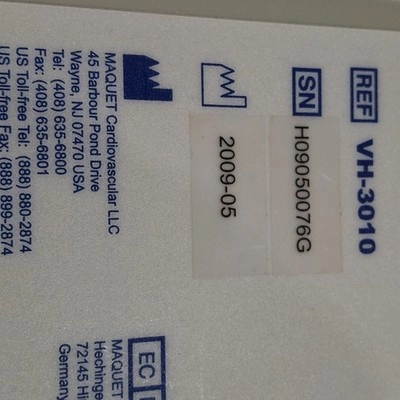 REF VH-3010
SN H09050076G
2009-05
MAQUET Cardiovascular LLC
45 Barbour Pond Drive
Wayne, NJ 07470 USA
Tel: (408) 635-6800
Fax: (408) 635-6801
US Toll-free Tel: (888) 880-2874
US Toll-free Fax: (888) 899-2874
EC
MAQUET
Hechinge
72145 Hi
Germany